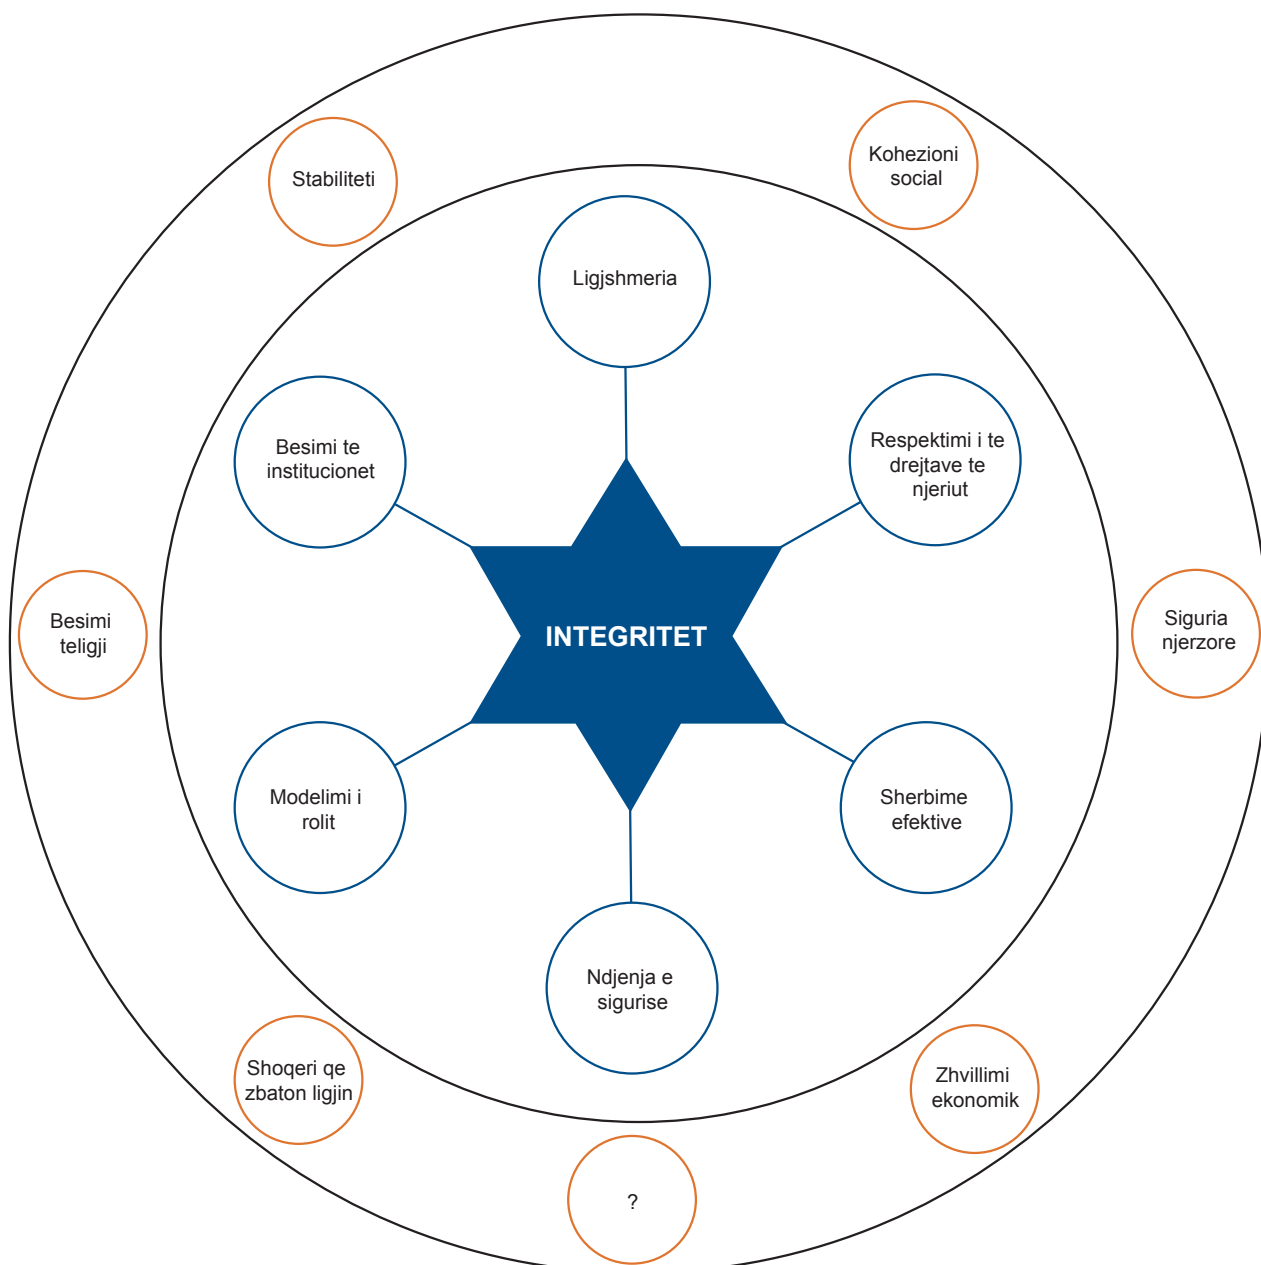 Kohezioni
social
Stabiliteti
Ligjshmeria
Besimi te
institucionet
Respektimi i te
drejtave te
njeriut
Besimi
teligji
INTEGRITET
Siguria
njerzore
Modelimi i
rolit
Sherbime
efektive
Ndjenja e
sigurise
Shoqeri qe
zbaton ligjin
Zhvillimi
ekonomik
?